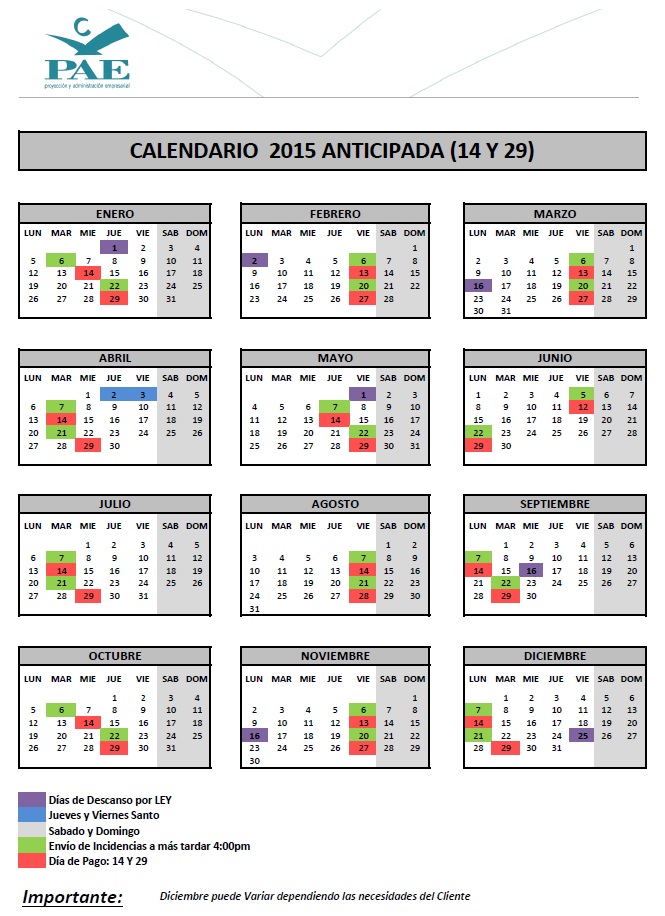 PAE
proyección y administración empresarial
CALENDARIO 2015 ANTICIPADA (14 Y 29)
ENERO
LUN MAR MIE JUE VIE SAB DOM
1 2 3 4
5 6 7 8 9 10 11
12 13 14 15 16 17 18
19 20 21 22 23 24 25
26 27 28 29 30 31
FEBRERO
LUN MAR MIE JUE VIE SAB DOM
1
2 3 4 5 6 7 8
9 10 11 12 13 14 15
16 17 18 19 20 21 22
23 24 25 26 27 28
MARZO
LUN MAR MIE JUE VIE SAB DOM
1
2 3 4 5 6 7 8
9 10 11 12 13 14 15
16 17 18 19 20 21 22
23 24 25 26 27 28 29
30 31
ABRIL
LUN MAR MIE JUE VIE SAB DOM
1 2 3 4 5
6 7 8 9 10 11 12
13 14 15 16 17 18 19
20 21 22 23 24 25 26
27 28 29 30
MAYO
LUN MAR MIE JUE VIE SAB DOM
1 2 3
4 5 6 7 8 9 10
11 12 13 14 15 16 17
18 19 20 21 22 23 24
25 26 27 28 29 30 31
JUNIO
LUN MAR MIE JUE VIE SAB DOM
1 2 3 4 5 6 7
8 9 10 11 12 13 14
15 16 17 18 19 20 21
22 23 24 25 26 27 28
29 30
JULIO
LUN MAR MIE JUE VIE SAB DOM
1 2 3 4 5
6 7 8 9 10 11 12
13 14 15 16 17 18 19
20 21 22 23 24 25 26
27 28 29 30 31
AGOSTO
LUN MAR MIE JUE VIE SAB DOM
1 2
3 4 5 6 7 8 9
10 11 12 13 14 15 16
17 18 19 20 21 22 23
24 25 26 27 28 29 30
31
SEPTIEMBRE
LUN MAR MIE JUE VIE SAB DOM
1 2 3 4 5 6
7 8 9 10 11 12 13
14 15 16 17 18 19 20
21 22 23 24 25 26 27
28 29 30
OCTUBRE
LUN MAR MIE JUE VIE SAB DOM
1 2 3 4
5 6 7 8 9 10 11
12 13 14 15 16 17 18
19 20 21 22 23 24 25
26 27 28 29 30 31
NOVIEMBRE
LUN MAR MIE JUE VIE SAB DOM
1
2 3 4 5 6 7 8
9 10 11 12 13 14 15
16 17 18 19 20 21 22
23 24 25 26 27 28 29
30
DICIEMBRE
LUN MAR MIE JUE VIE SAB DOM
1 2 3 4 5 6
7 8 9 10 11 12 13
14 15 16 17 18 19 20
21 22 23 24 25 26 27
28 29 30 31
Días de Descanso por LEY
Jueves y Viernes Santo
Sabado y Domingo
Envío de Incidencias a más tardar 4:00pm
Día de Pago: 14 Y 29
Importante: Diciembre puede Variar dependiendo las necesidades del Cliente